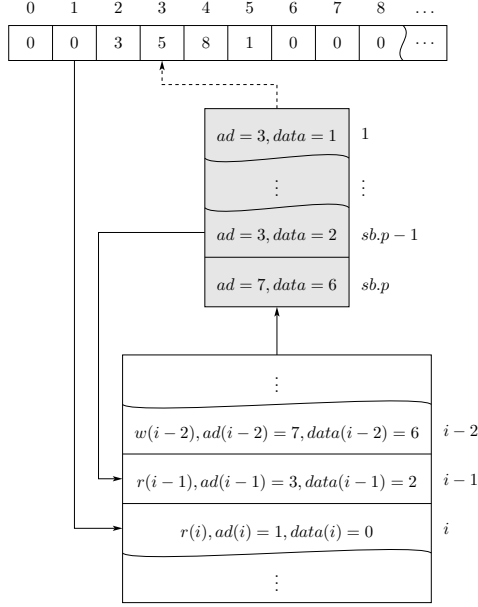 0 1 2 3 4 5 6 7 8 ...
0 0 3 5 8 1 0 0 0 ...
ad = 3, data = 1 1
⋮ ⋮
ad = 3, data = 2 sb.p − 1
ad = 7, data = 6 sb.p
⋮
w(i−2), ad(i−2) = 7, data(i−2) = 6 i−2
r(i−1), ad(i−1) = 3, data(i−1) = 2 i−1
r(i), ad(i) = 1, data(i) = 0 i
⋮